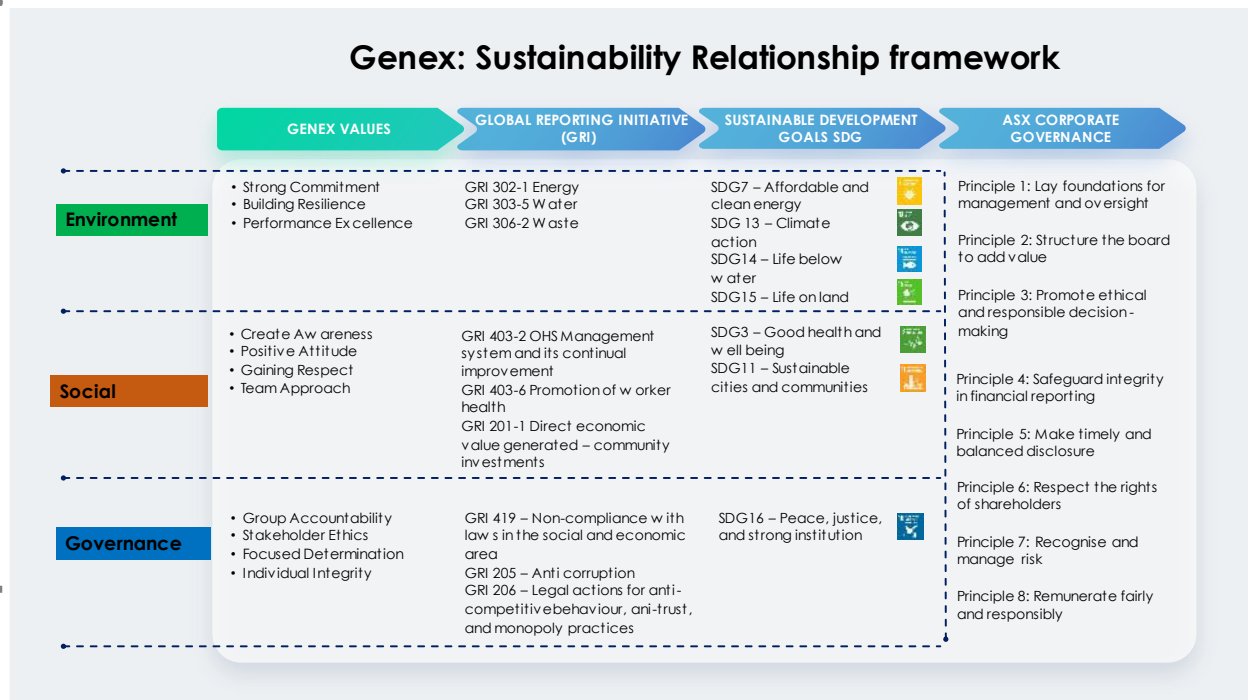 Genex: Sustainability Relationship framework
GENEX VALUES
GLOBAL REPORTING INITIATIVE
(GRI)
SUSTAINABLE DEVELOPMENT
GOALS SDG
ASX CORPORATE
GOVERNANCE
Environment
• Strong Commitment
• Building Resilience
• Performance Excellence
GRI 302-1 Energy
GRI 303-5 Water
GRI 306-2 Waste
SDG7 – Affordable and
clean energy
SDG 13 – Climate
action
SDG14 – Life below
water
SDG15 – Life on land
Social
• Create Awareness
• Positive Attitude
• Gaining Respect
• Team Approach
GRI 403-2 OHS Management
system and its continual
improvement
GRI 403-6 Promotion of worker
health
GRI 201-1 Direct economic
value generated – community
investments
SDG3 – Good health and
well being
SDG11 – Sustainable
cities and communities
Governance
• Group Accountability
• Stakeholder Ethics
• Focused Determination
• Individual Integrity
GRI 419 – Non-compliance with
laws in the social and economic
area
GRI 205 – Anti corruption
GRI 206 – Legal actions for anti-
competitive behaviour, ani-trust,
and monopoly practices
SDG16 – Peace, justice,
and strong institution
Principle 1: Lay foundations for
management and oversight
Principle 2: Structure the board
to add value
Principle 3: Promote ethical
and responsible decision-
making
Principle 4: Safeguard integrity
in financial reporting
Principle 5: Make timely and
balanced disclosure
Principle 6: Respect the rights
of shareholders
Principle 7: Recognise and
manage risk
Principle 8: Remunerate fairly
and responsibly